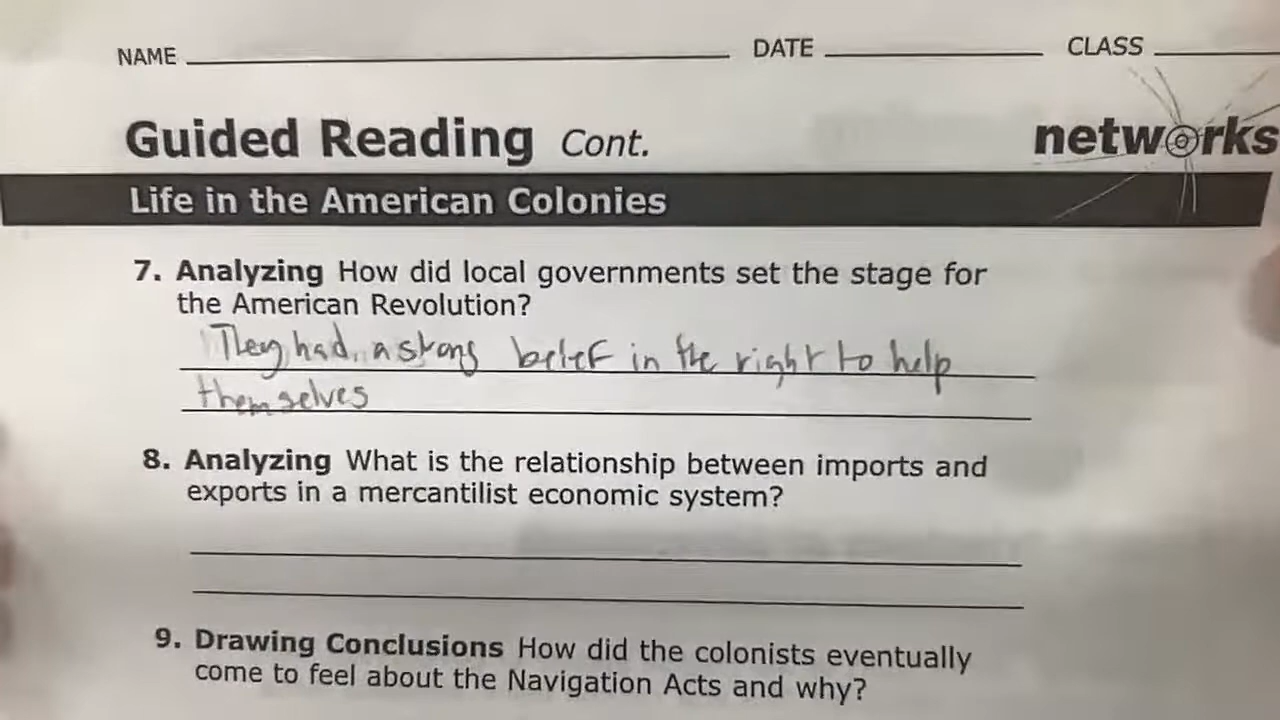 NAME DATE CLASS
Guided Reading Cont. networks
Life in the American Colonies
7. Analyzing How did local governments set the stage for
the American Revolution?
They had a strong belief in the right to help
themselves
8. Analyzing What is the relationship between imports and
exports in a mercantilist economic system?
9. Drawing Conclusions How did the colonists eventually
come to feel about the Navigation Acts and why?